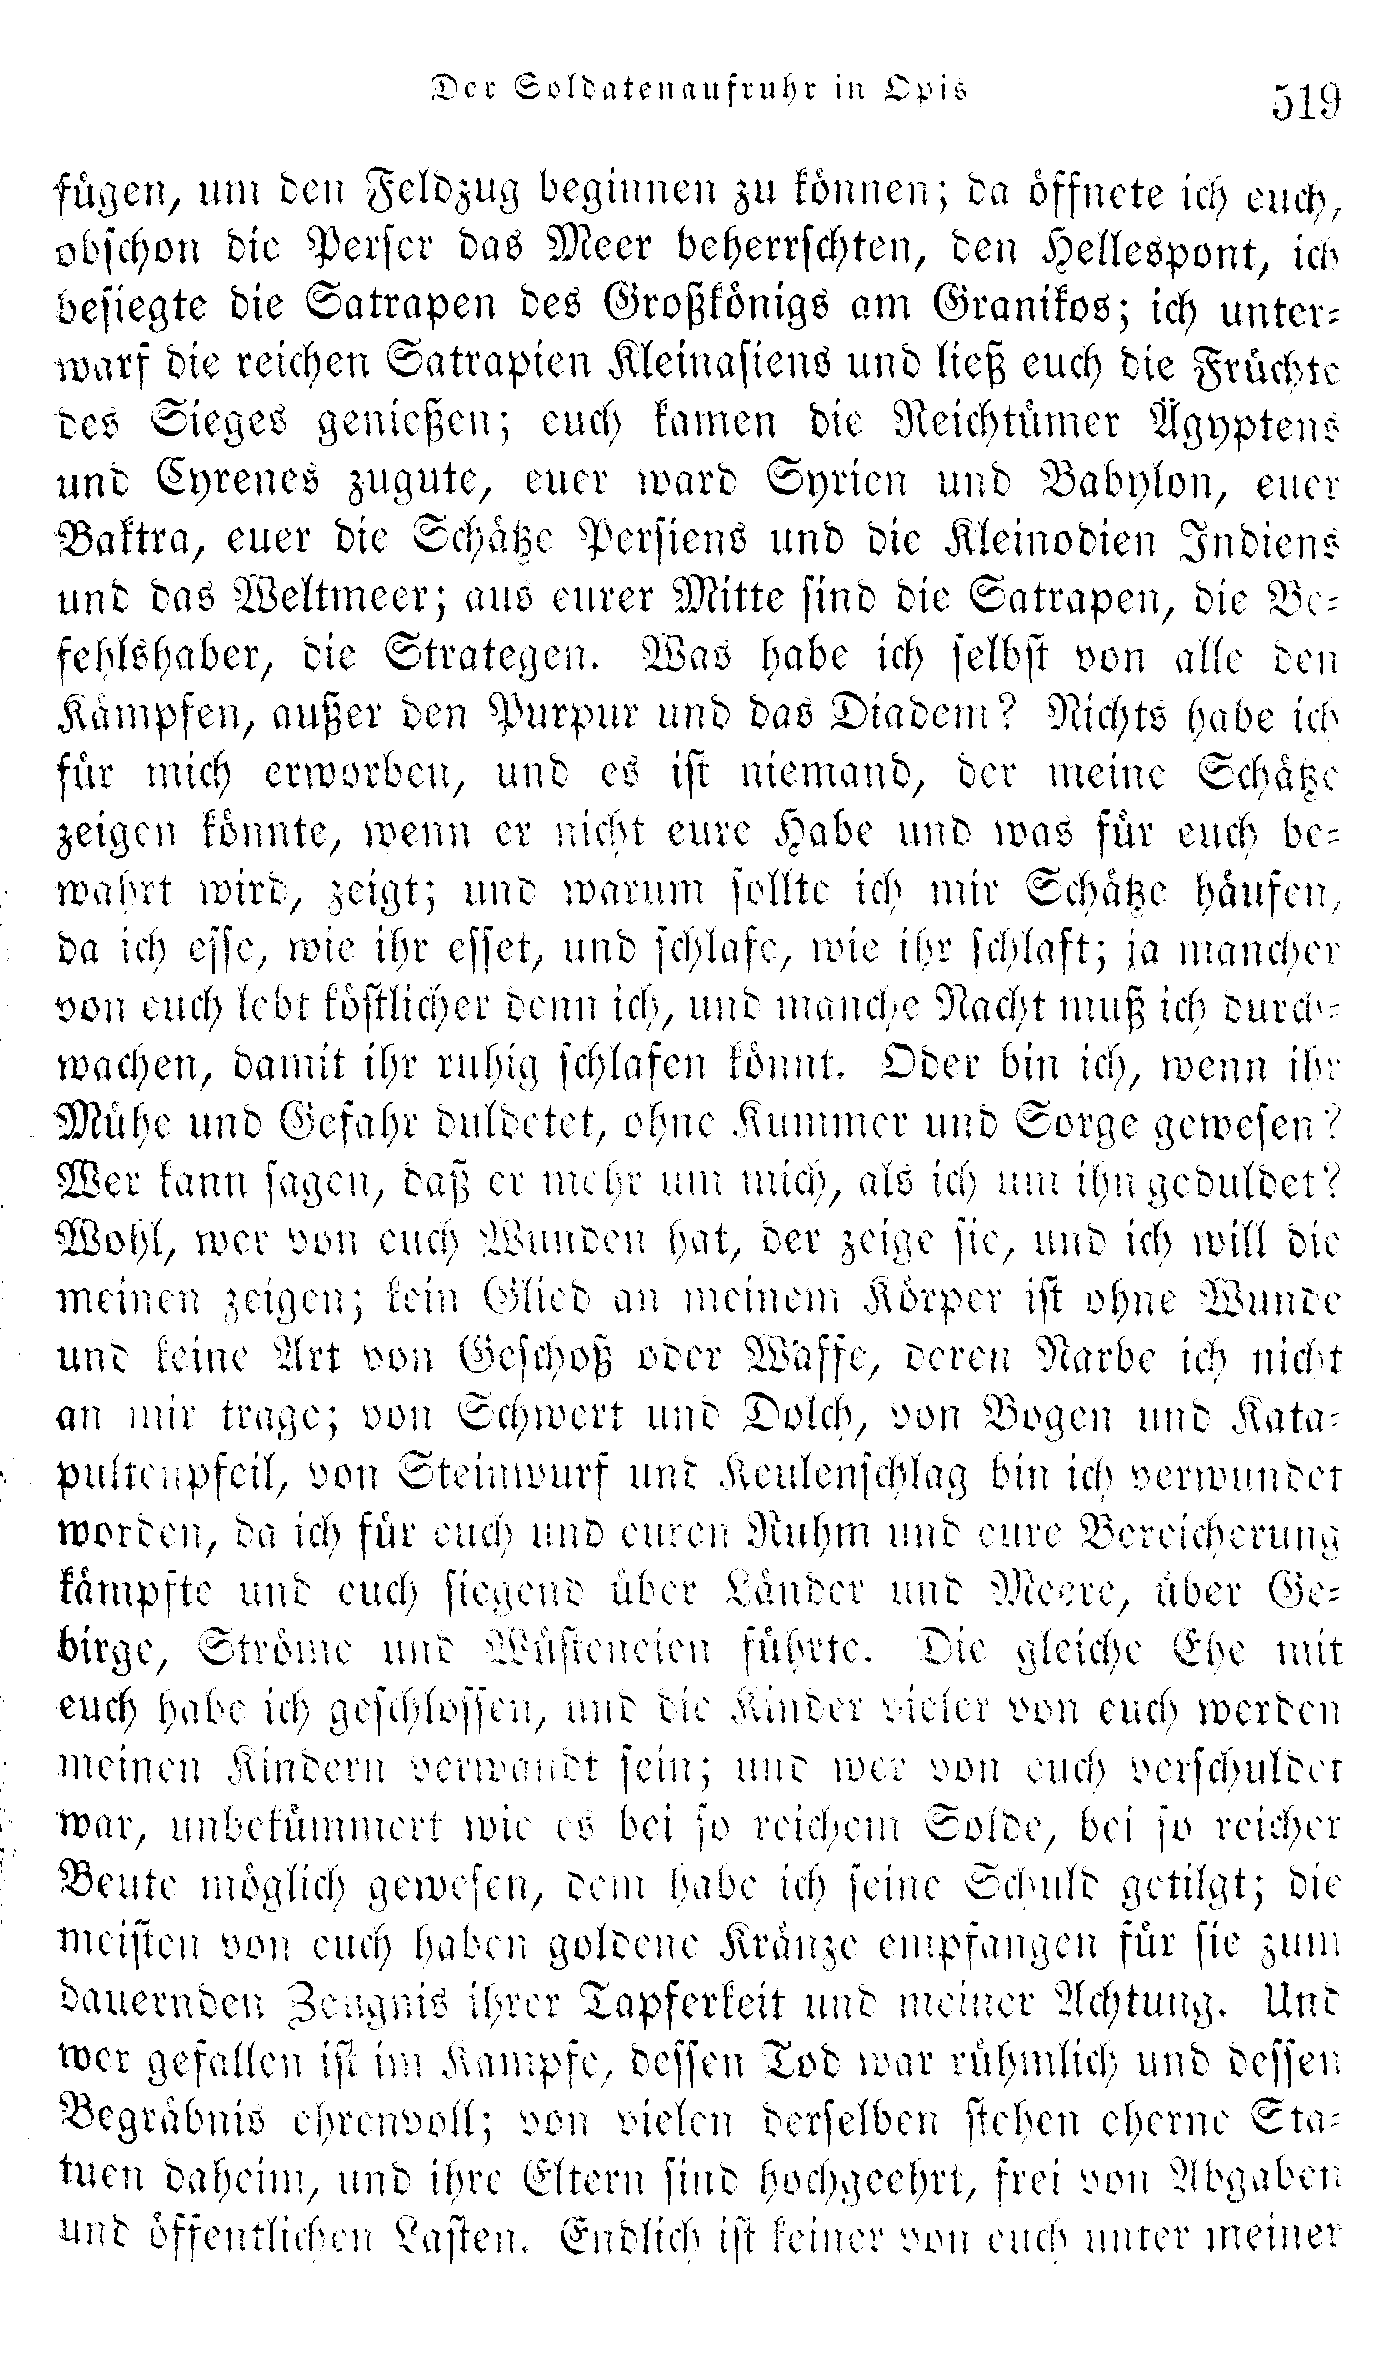 Der Soldatenaufruhr in Opis 519
fügen, um den Feldzug beginnen zu können; da öffnete ich euch,
obschon die Perser das Meer beherrschten, den Hellespont, ich
besiegte die Satrapen des Großkönigs am Granikos; ich unter-
warf die reichen Satrapien Kleinasiens und ließ euch die Früchte
des Sieges genießen; euch kamen die Reichtümer Ägyptens
und Cyrenes zugute, euer ward Syrien und Babylon, euer
Baktra, euer die Schätze Persiens und die Kleinodien Indiens
und das Weltmeer; aus eurer Mitte sind die Satrapen, die Be-
fehlshaber, die Strategen. Was habe ich selbst von alle den
Kämpfen, außer den Purpur und das Diadem? Nichts habe ich
für mich erworben, und es ist niemand, der meine Schätze
zeigen könnte, wenn er nicht eure Habe und was für euch be-
wahrt wird, zeigt; und warum sollte ich mir Schätze häufen,
da ich esse, wie ihr esset, und schlafe, wie ihr schlaft; ja mancher
von euch lebt köstlicher denn ich, und manche Nacht muß ich durch-
wachen, damit ihr ruhig schlafen könnt. Oder bin ich, wenn ihr
Mühe und Gefahr duldetet, ohne Kummer und Sorge gewesen?
Wer kann sagen, daß er mehr um mich, als ich um ihn geduldet?
Wohl, wer von euch Wunden hat, der zeige sie, und ich will die
meinen zeigen; kein Glied an meinem Körper ist ohne Wunde
und keine Art von Geschoß oder Waffe, deren Narbe ich nicht
an mir trage; von Schwert und Dolch, von Bogen und Kata-
pultenpfeil, von Steinwurf und Keulenschlag bin ich verwundet
worden, da ich für euch und euren Ruhm und eure Bereicherung
kämpfte und euch siegend über Länder und Meere, über Ge-
birge, Ströme und Wüsteneien führte. Die gleiche Ehe mit
euch habe ich geschlossen, und die Kinder vieler von euch werden
meinen Kindern verwandt sein; und wer von euch verschuldet
war, unbekümmert wie es bei so reichem Solde, bei so reicher
Beute möglich gewesen, dem habe ich seine Schuld getilgt; die
meisten von euch haben goldene Kränze empfangen für sie zum
dauernden Zeugnis ihrer Tapferkeit und meiner Achtung. Und
wer gefallen ist im Kampfe, dessen Tod war rühmlich und dessen
Begräbnis ehrenvoll; von vielen derselben stehen eherne Sta-
tuen daheim, und ihre Eltern sind hochgeehrt, frei von Abgaben
und öffentlichen Lasten. Endlich ist keiner von euch unter meiner